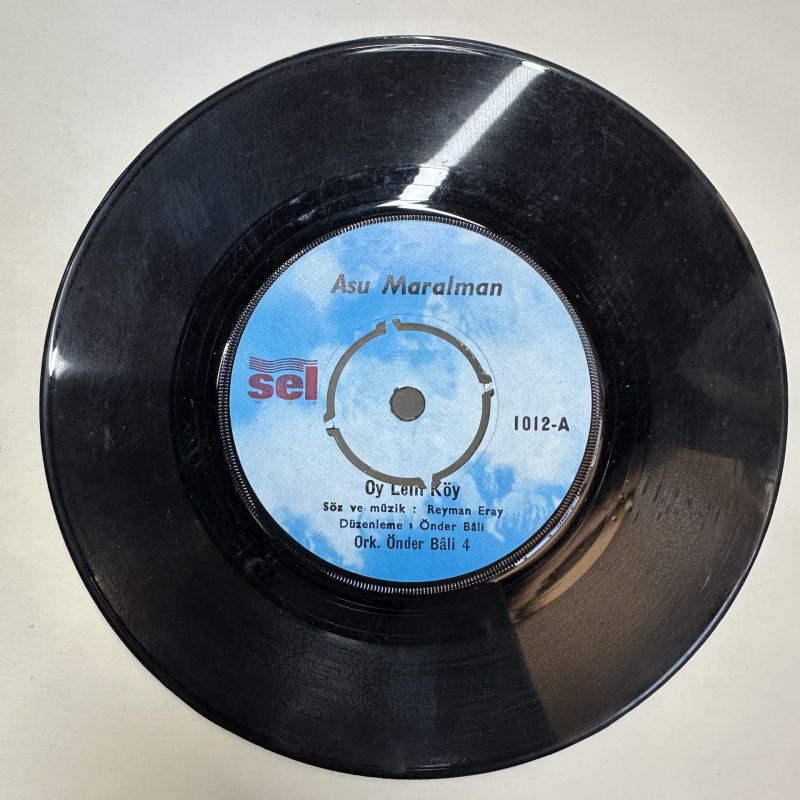 Asu Maralman
sel
1012-A
Oy Köy
Söz ve müzik : Reyman Eray
Düzenleme : Önder Bâli
Ork. Önder Bâli 4